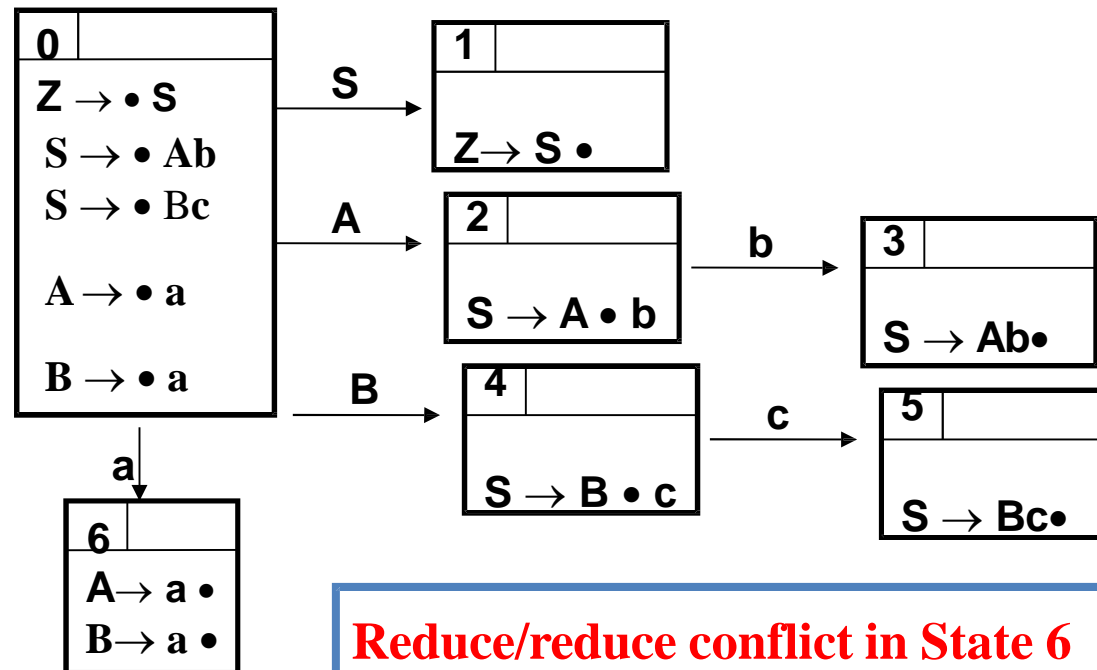 0
Z → • S
S → • Ab
S → • Bc
A → • a
B → • a
S
1
Z→ S •
A
2
S → A • b
b
3
S → Ab•
B
4
S → B • c
c
5
S → Bc•
a
6
A→ a •
B→ a •
Reduce/reduce conflict in State 6